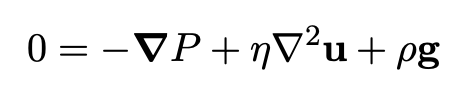 0 = −∇P + η∇²u + ρg